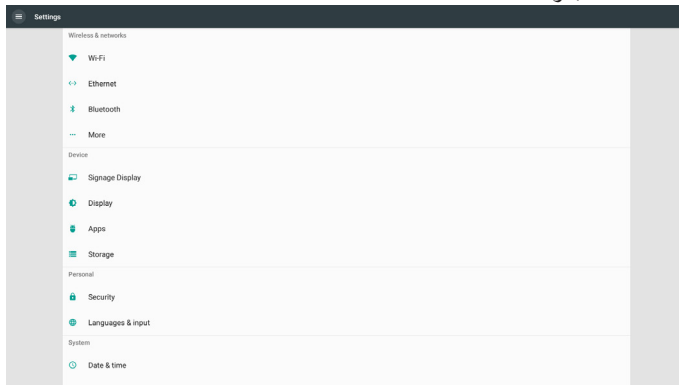 Settings
Wireless & networks
Wi-Fi
Ethernet
Bluetooth
More
Device
Signage Display
Display
Apps
Storage
Personal
Security
Languages & input
System
Date & time